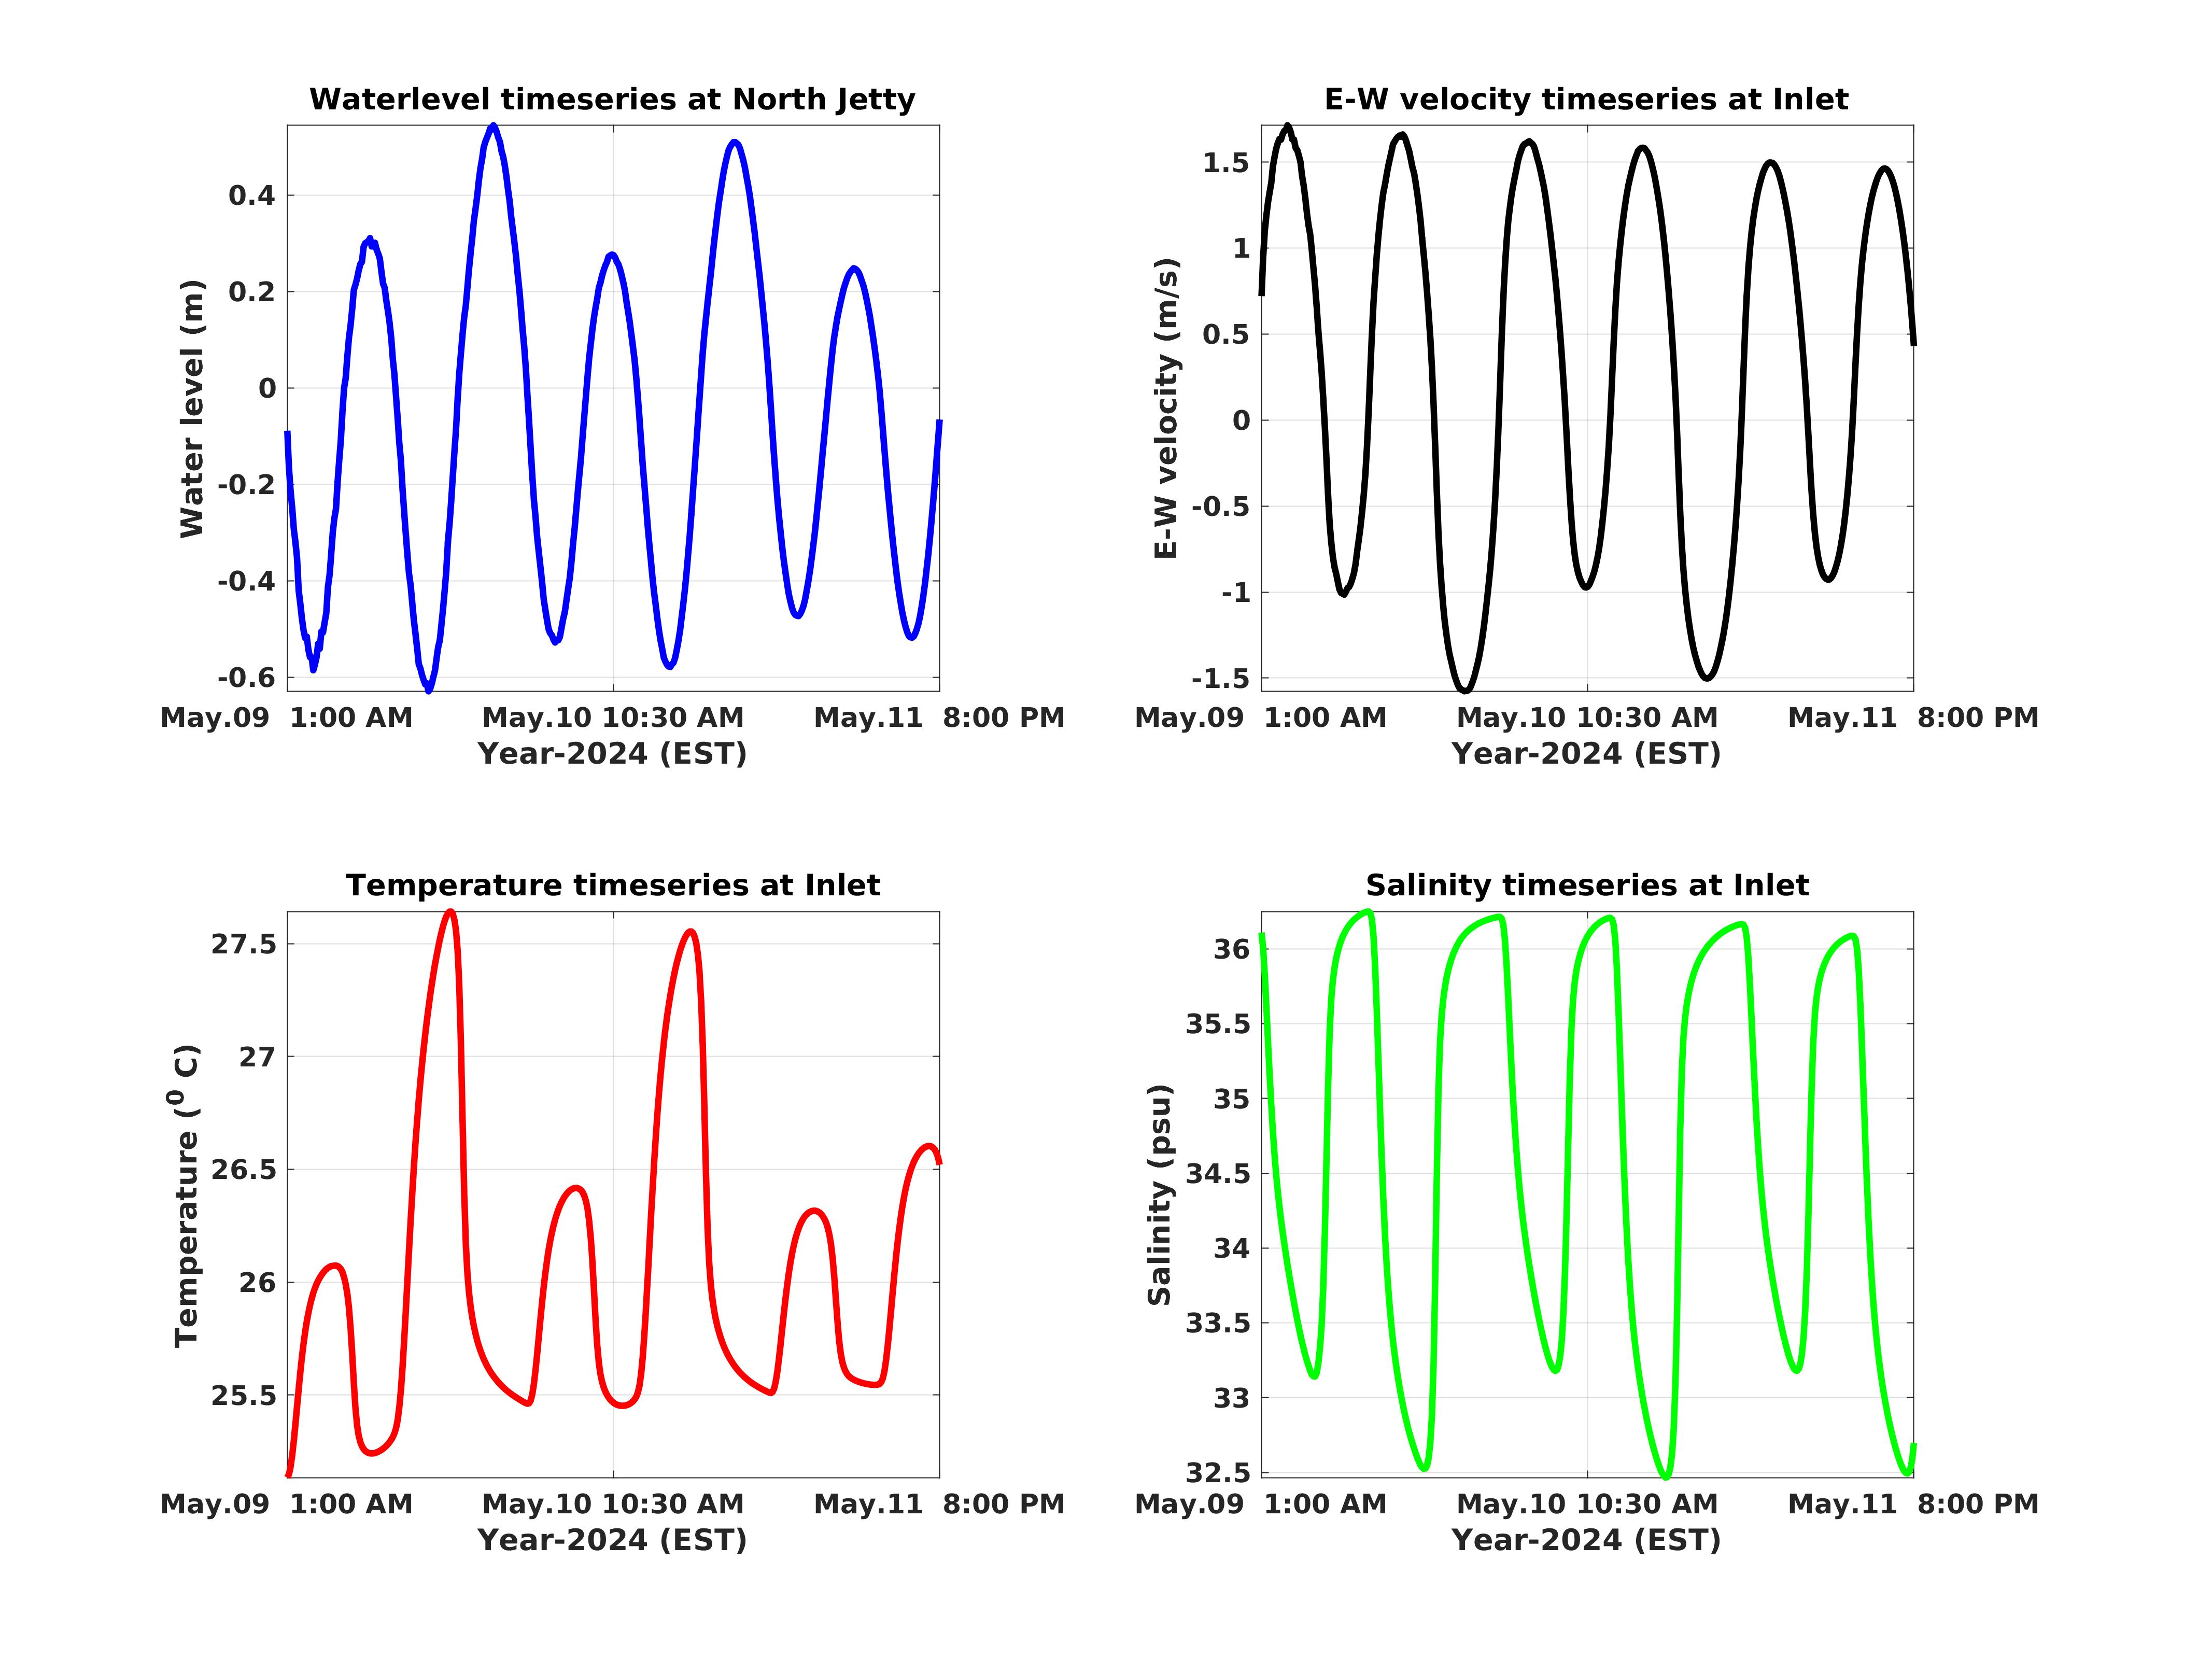 Waterlevel timeseries at North Jetty
Water level (m)
0.4
0.2
0
-0.2
-0.4
-0.6
May.09  1:00 AM
May.10 10:30 AM
May.11  8:00 PM
Year-2024 (EST)
E-W velocity timeseries at Inlet
E-W velocity (m/s)
1.5
1
0.5
0
-0.5
-1
-1.5
May.09  1:00 AM
May.10 10:30 AM
May.11  8:00 PM
Year-2024 (EST)
Temperature timeseries at Inlet
Temperature (⁰ C)
27.5
27
26.5
26
25.5
May.09  1:00 AM
May.10 10:30 AM
May.11  8:00 PM
Year-2024 (EST)
Salinity timeseries at Inlet
Salinity (psu)
36
35.5
35
34.5
34
33.5
33
32.5
May.09  1:00 AM
May.10 10:30 AM
May.11  8:00 PM
Year-2024 (EST)